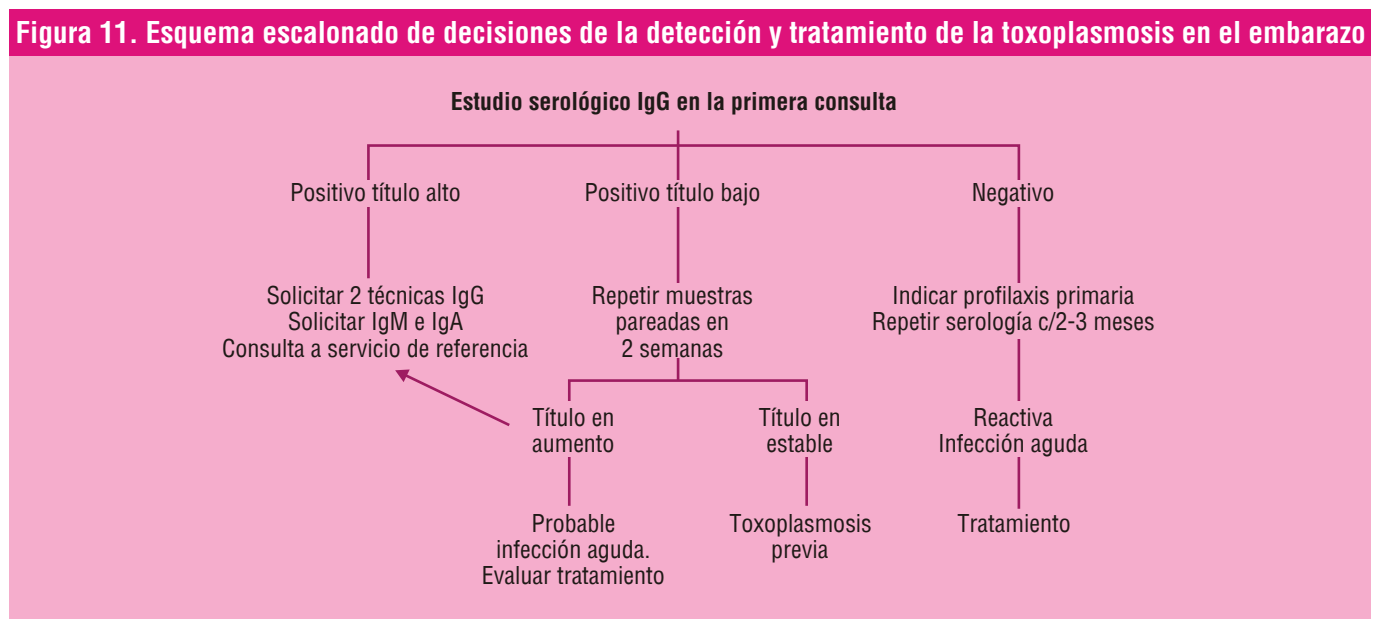 Figura 11. Esquema escalonado de decisiones de la detección y tratamiento de la toxoplasmosis en el embarazo
Estudio serológico IgG en la primera consulta
Positivo título alto
Positivo título bajo
Negativo
Solicitar 2 técnicas IgG
Solicitar IgM e IgA
Consulta a servicio de referencia
Repetir muestras
pareadas en
2 semanas
Indicar profilaxis primaria
Repetir serología c/2-3 meses
Título en
aumento
Título en
estable
Reactiva
Infección aguda
Probable
infección aguda.
Evaluar tratamiento
Toxoplasmosis
previa
Tratamiento